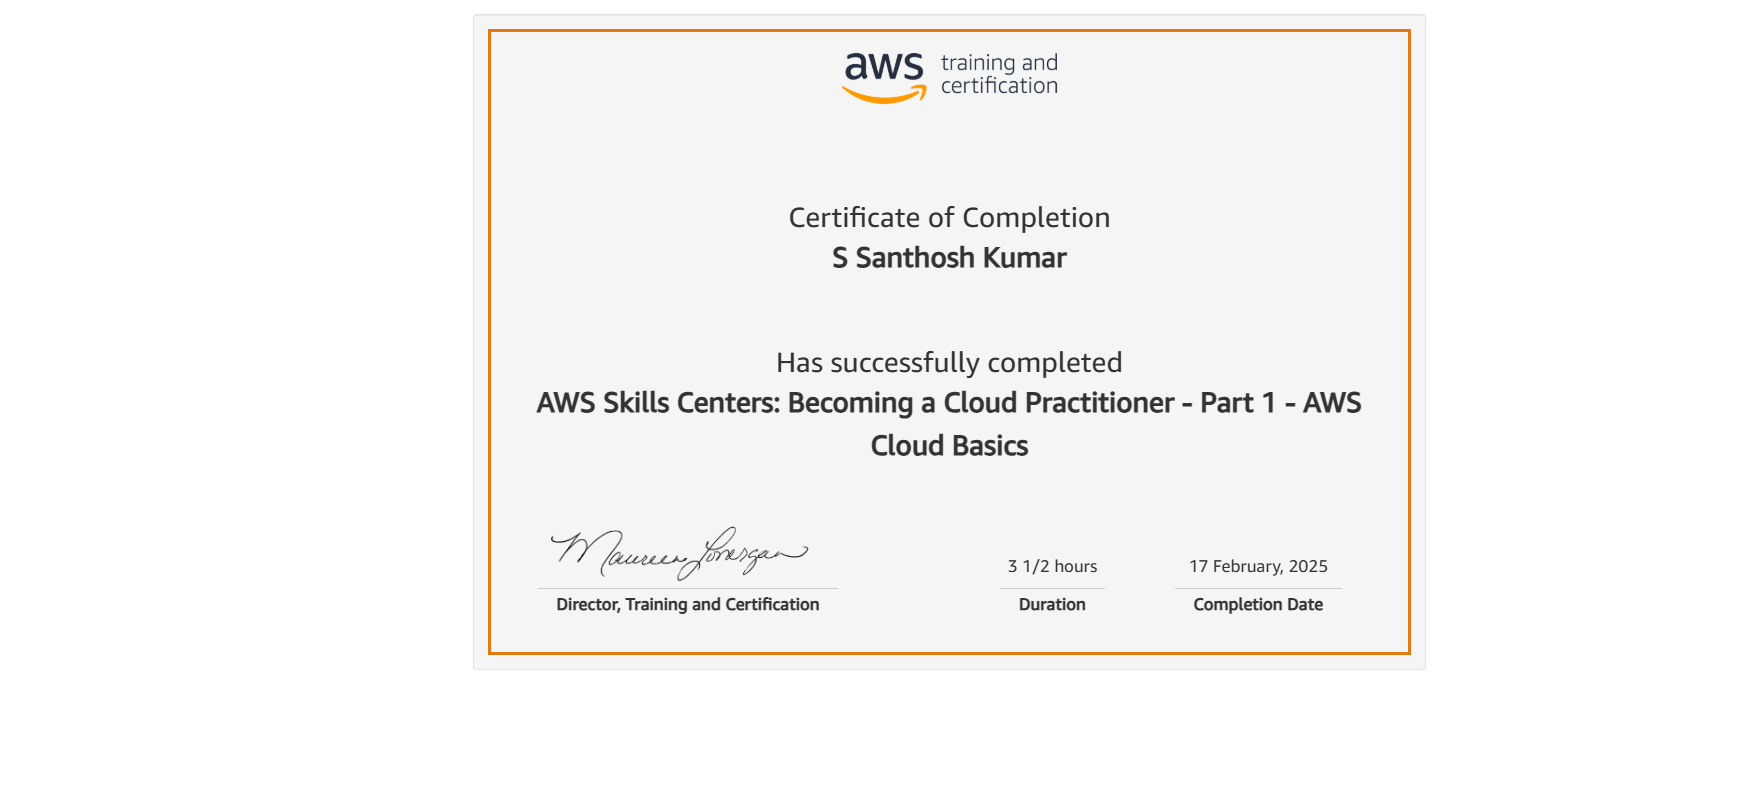 aws training and
certification
Certificate of Completion
S Santhosh Kumar
Has successfully completed
AWS Skills Centers: Becoming a Cloud Practitioner - Part 1 - AWS
Cloud Basics
Maureen Lonergan
3 1/2 hours
17 February, 2025
Director, Training and Certification
Duration
Completion Date